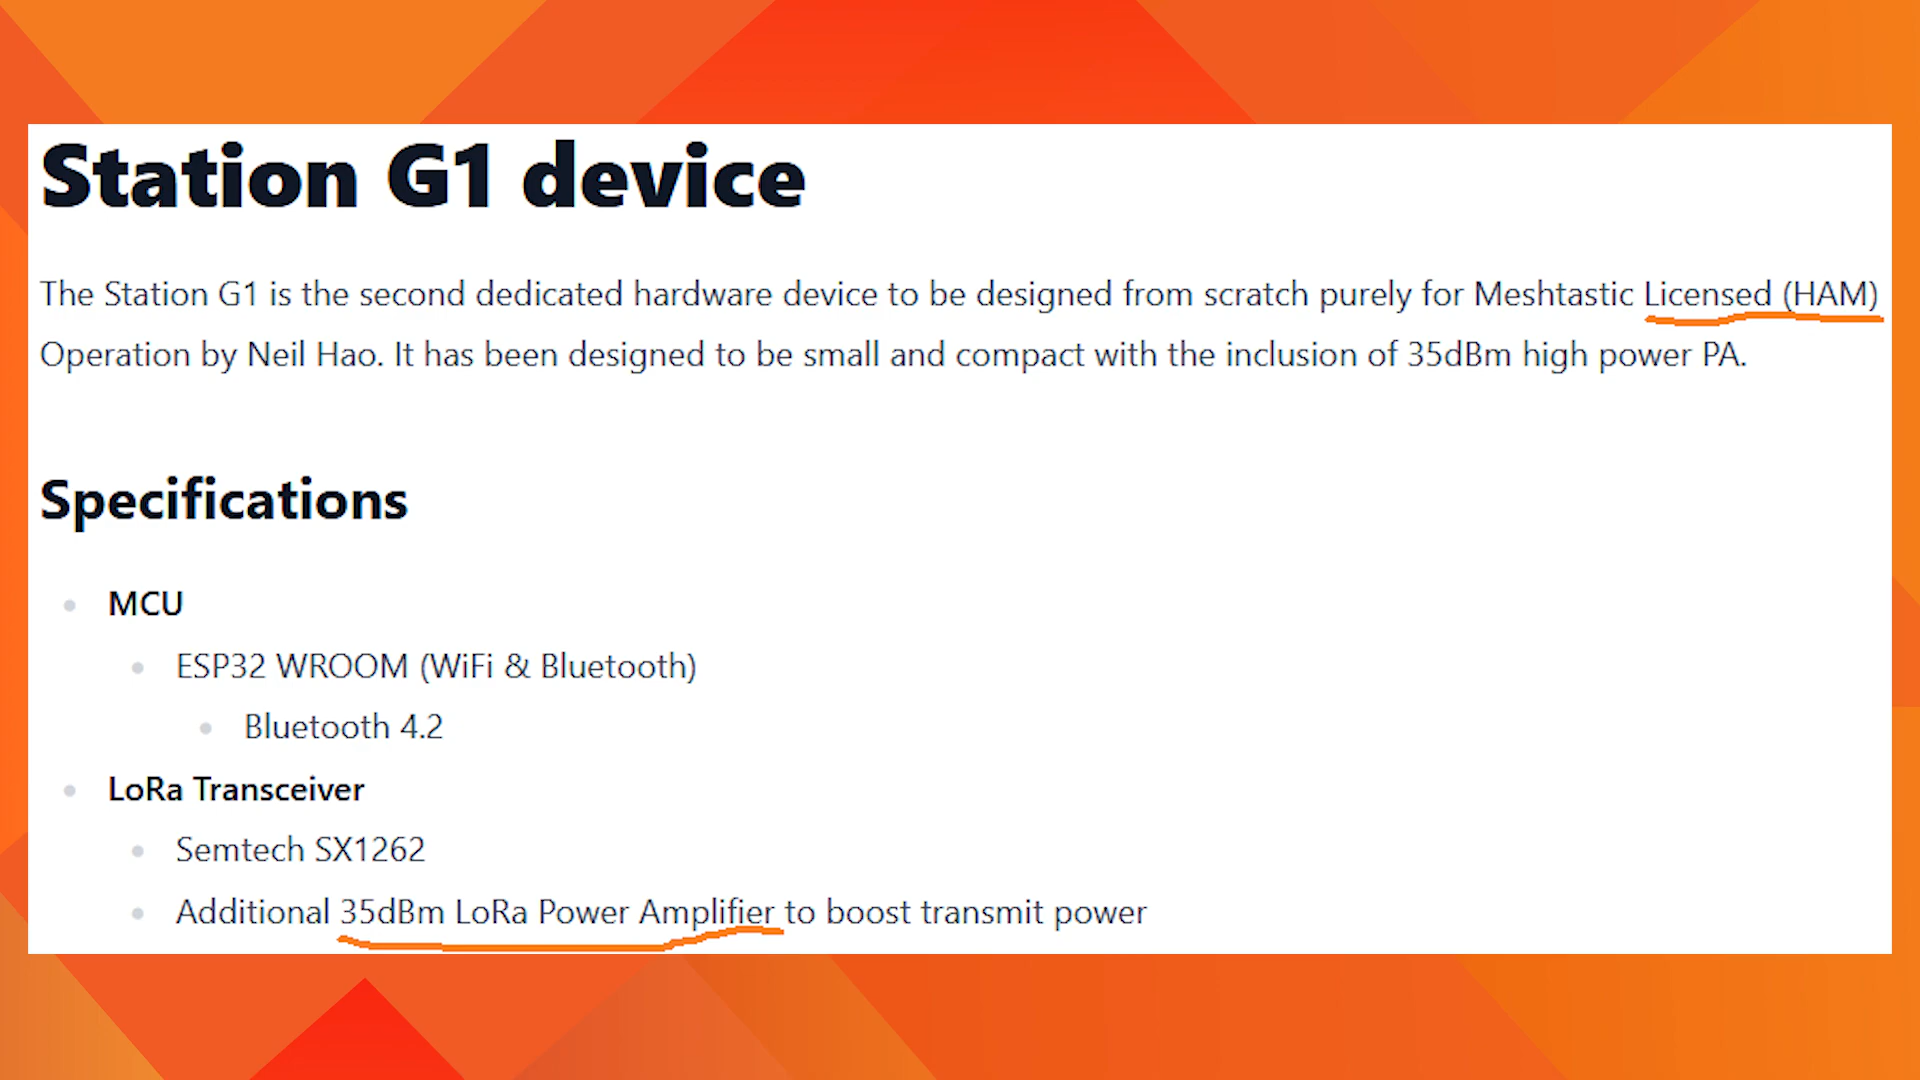 Station G1 device
The Station G1 is the second dedicated hardware device to be designed from scratch purely for Meshtastic Licensed (HAM)
Operation by Neil Hao. It has been designed to be small and compact with the inclusion of 35dBm high power PA.
Specifications
MCU
ESP32 WROOM (WiFi & Bluetooth)
Bluetooth 4.2
LoRa Transceiver
Semtech SX1262
Additional 35dBm LoRa Power Amplifier to boost transmit power